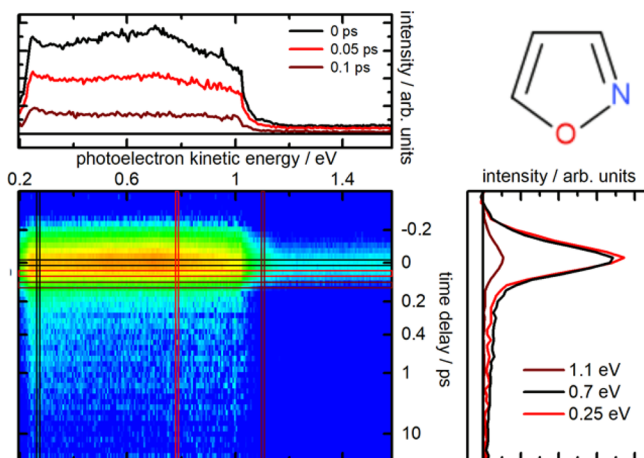 0 ps
0.05 ps
0.1 ps
intensity / arb. units
photoelectron kinetic energy / eV
0.2 0.6 1 1.4
N
O
intensity / arb. units
-0.2
0
0.2
0.4
1
10
time delay / ps
1.1 eV
0.7 eV
0.25 eV